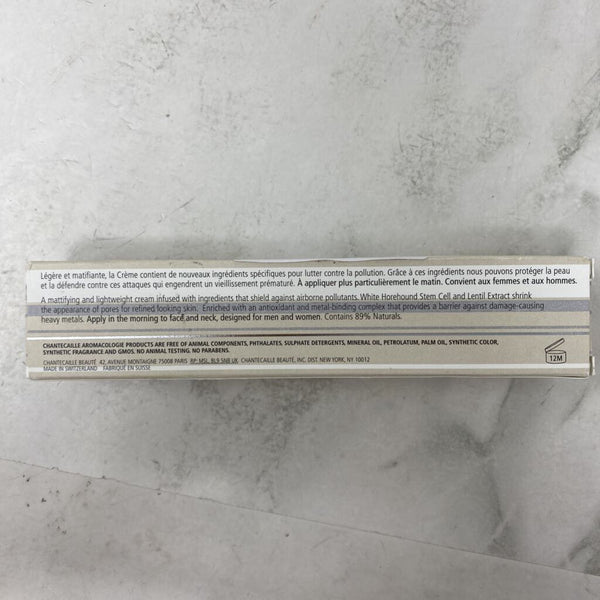 Légère et matifiante, la Crème contient de nouveaux ingrédients spécifiques pour lutter contre la pollution. Grâce à ces ingrédients nous pouvons protéger la peau
et la défendre contre ces attaques qui engendrent un vieillissement prématuré. À appliquer plus particulièrement le matin. Convient aux femmes et aux hommes.
A mattifying and lightweight cream infused with ingredients that shield against airborne pollutants. White Horehound Stem Cell and Lentil Extract shrink
the appearance of pores for refined looking skin. Enriched with an antioxidant and metal-binding complex that provides a barrier against damage-causing
heavy metals. Apply in the morning to face and neck, designed for men and women. Contains 89% Naturals.
CHANTECAILLE AROMACOLOGIE PRODUCTS ARE FREE OF ANIMAL COMPONENTS, PHTHALATES, SULPHATE DETERGENTS, MINERAL OIL, PETROLATUM, PALM OIL, SYNTHETIC COLOR,
SYNTHETIC FRAGRANCE AND GMOS. NO ANIMAL TESTING. NO PARABENS.
CHANTECAILLE BEAUTÉ 42, AVENUE MONTAIGNE 75008 PARIS RP: MSL, BL9 5NB UK CHANTECAILLE BEAUTÉ, INC. DIST. NEW YORK, NY 10012
MADE IN SWITZERLAND FABRIQUÉ EN SUISSE
12M